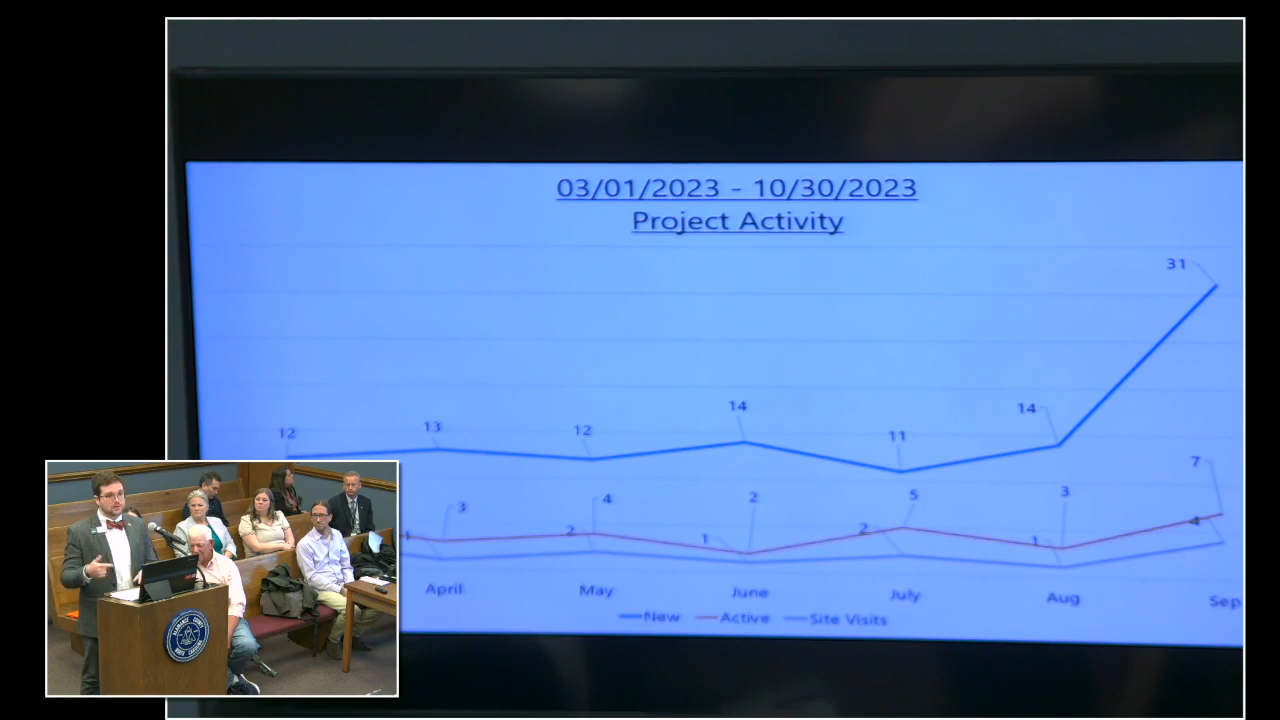 03/01/2023 - 10/30/2023
Project Activity
31
12 13 12 14 11 14
7
3 4 2 5 3
1 2 1 2 1 4
April May June July Aug Sep
New Active Site Visits